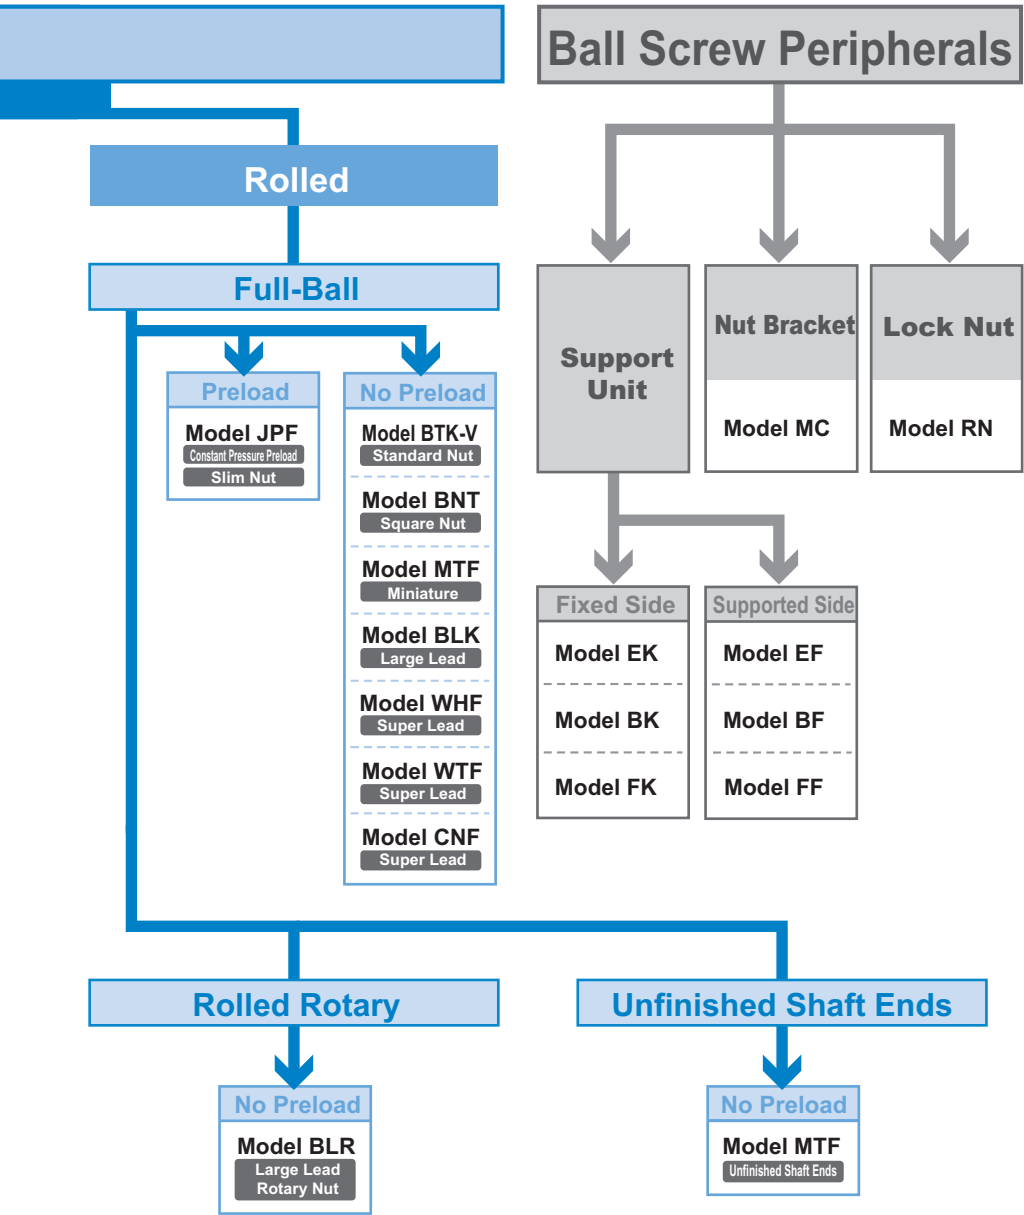 Ball Screw Peripherals
Rolled
Full-Ball
Preload
Model JPF
Constant Pressure Preload
Slim Nut
No Preload
Model BTK-V
Standard Nut
Model BNT
Square Nut
Model MTF
Miniature
Model BLK
Large Lead
Model WHF
Super Lead
Model WTF
Super Lead
Model CNF
Super Lead
Support
Unit
Nut Bracket
Model MC
Lock Nut
Model RN
Fixed Side
Model EK
Model BK
Model FK
Supported Side
Model EF
Model BF
Model FF
Rolled Rotary
No Preload
Model BLR
Large Lead
Rotary Nut
Unfinished Shaft Ends
No Preload
Model MTF
Unfinished Shaft Ends